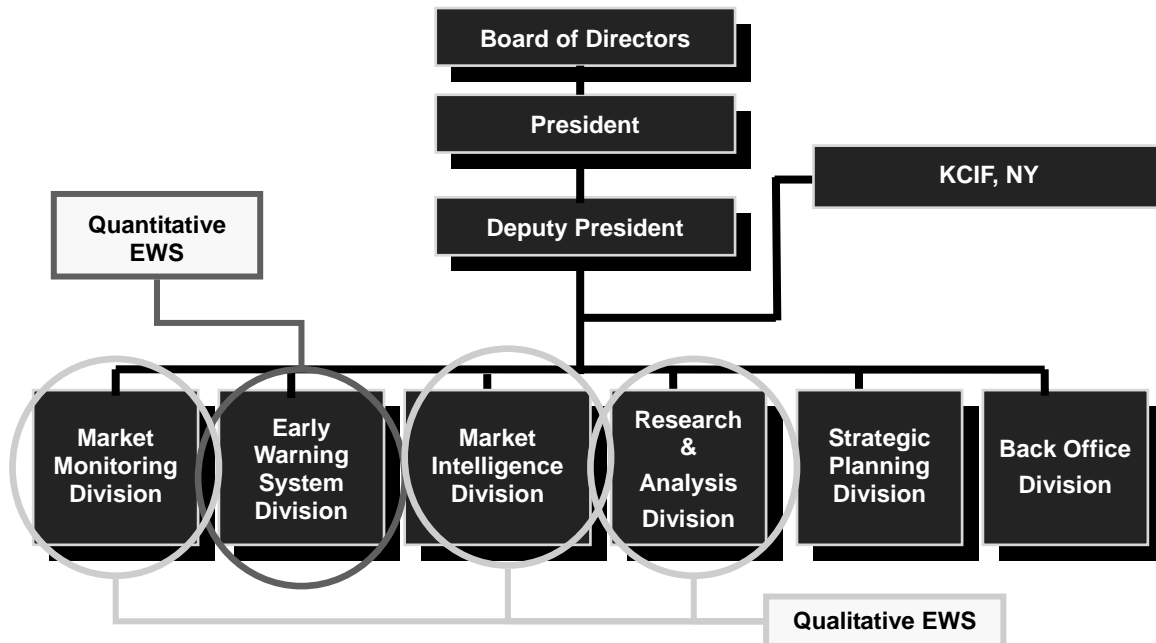 Board of Directors
President
KCIF, NY
Deputy President
Quantitative
EWS
Market
Monitoring
Division
Early
Warning
System
Division
Market
Intelligence
Division
Research
&
Analysis
Division
Strategic
Planning
Division
Back Office
Division
Qualitative EWS